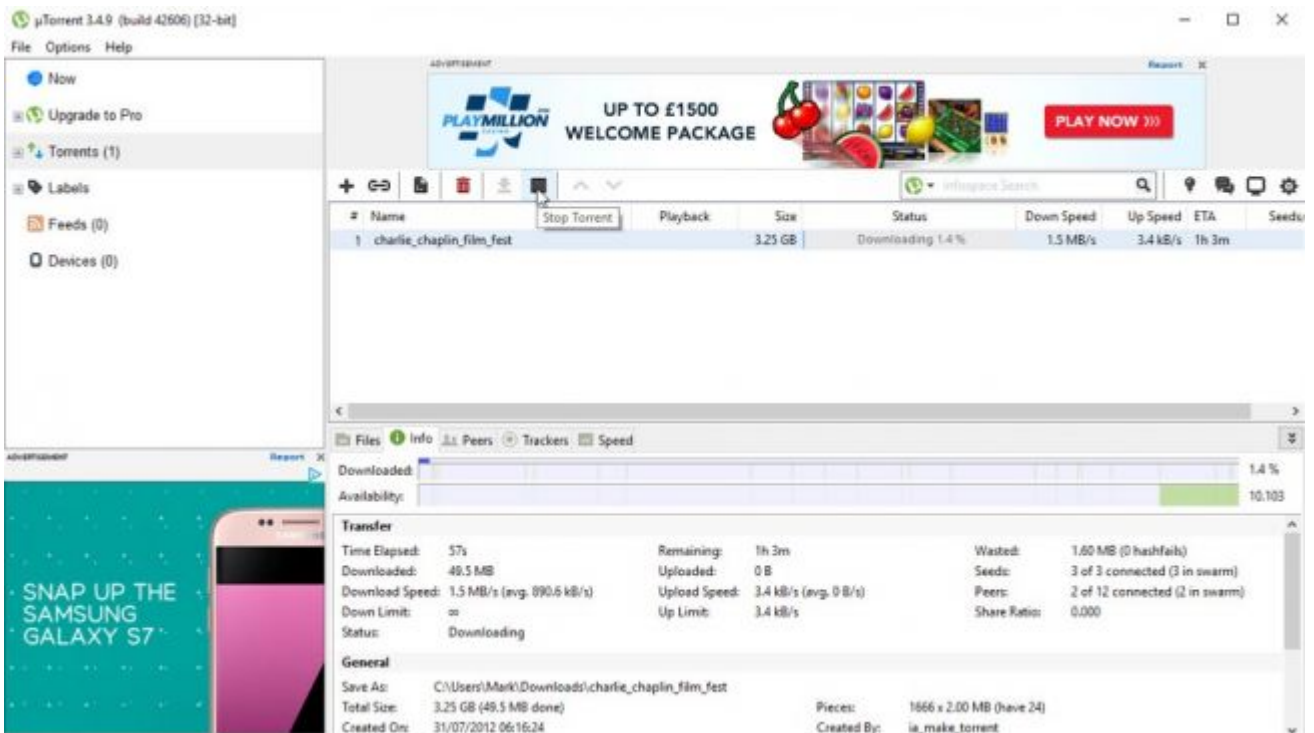 µTorrent 3.4.9 (build 42606) [32-bit]
File Options Help
Now
Upgrade to Pro
Torrents (1)
Labels
Feeds (0)
Devices (0)
ADVERTISEMENT
Report
PLAYMILLION
CASINO
UP TO £1500
WELCOME PACKAGE
PLAY NOW
infospace Search
Stop Torrent
# Name Playback Size Status Down Speed Up Speed ETA Seeds
1 charlie_chaplin_film_fest 3.25 GB Downloading 1.4 % 1.5 MB/s 3.4 kB/s 1h 3m
Files Info Peers Trackers Speed
Downloaded: 1.4 %
Availability: 10.103
Transfer
Time Elapsed: 57s Remaining: 1h 3m Wasted: 1.60 MB (0 hashfails)
Downloaded: 49.5 MB Uploaded: 0 B Seeds: 3 of 3 connected (3 in swarm)
Download Speed: 1.5 MB/s (avg. 890.6 kB/s) Upload Speed: 3.4 kB/s (avg. 0 B/s) Peers: 2 of 12 connected (2 in swarm)
Down Limit: ∞ Up Limit: 3.4 kB/s Share Ratio: 0.000
Status: Downloading
General
Save As: C:\Users\Mark\Downloads\charlie_chaplin_film_fest
Total Size: 3.25 GB (49.5 MB done) Pieces: 1666 x 2.00 MB (have 24)
Created On: 31/07/2012 06:16:24 Created By: ia_make_torrent
ADVERTISEMENT
Report
SNAP UP THE
SAMSUNG
GALAXY S7
SAMSUNG